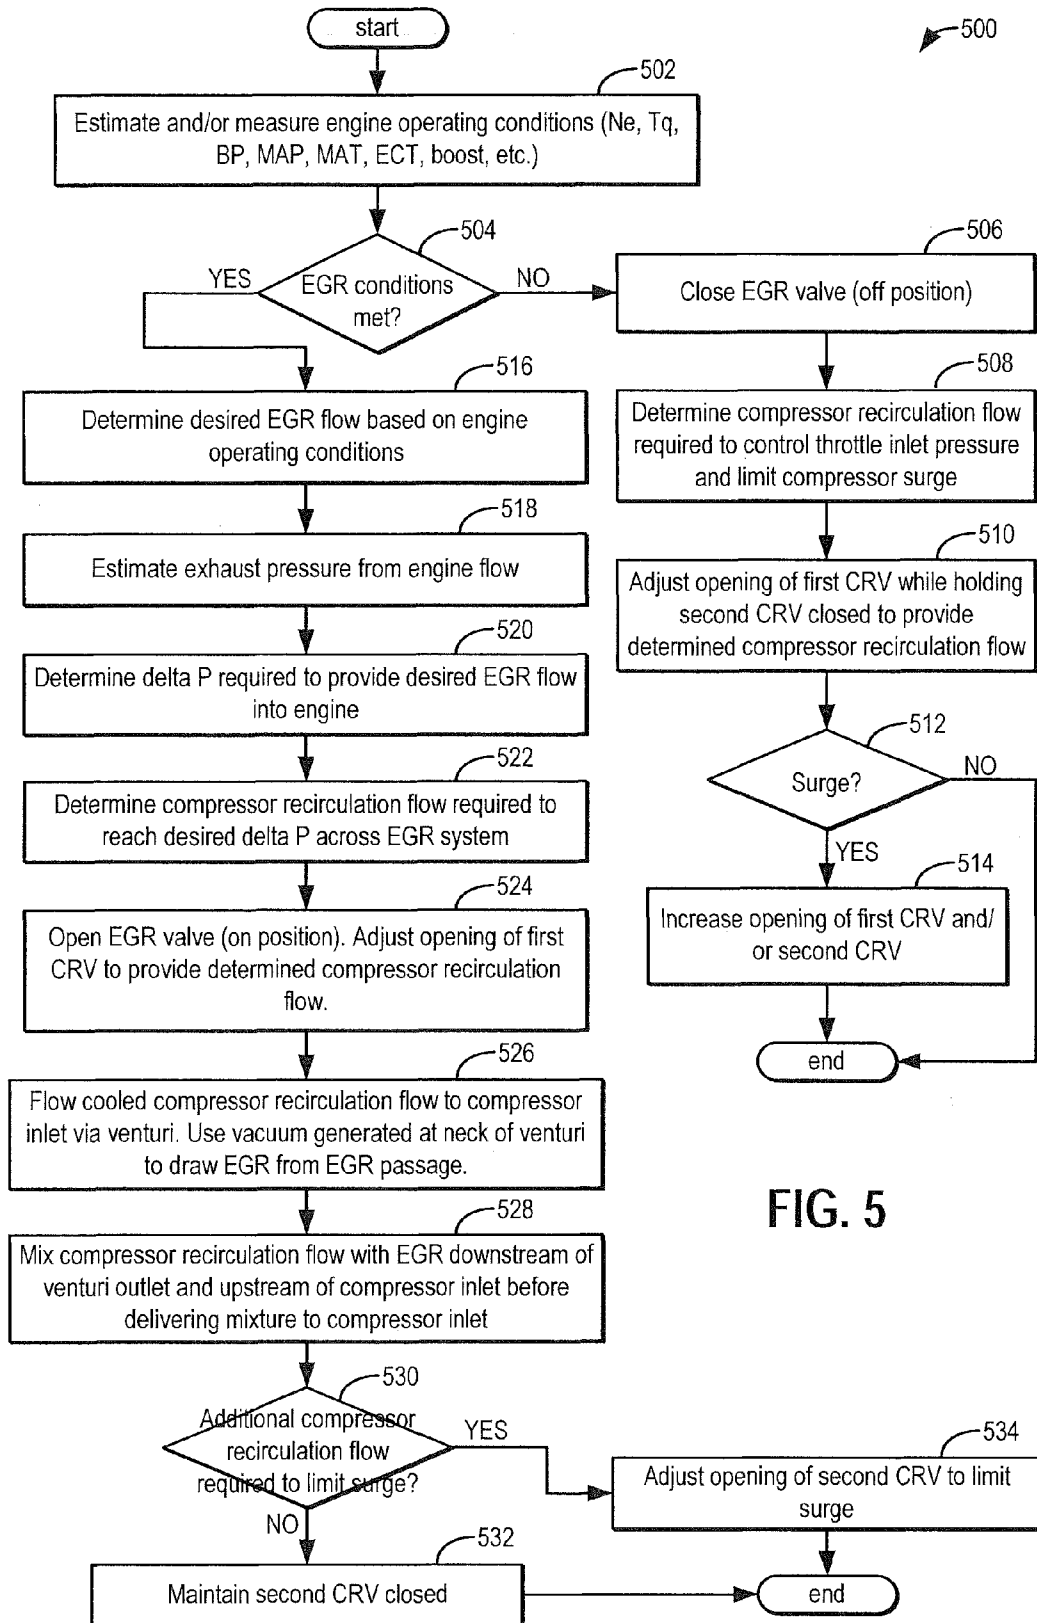 start
500
502
Estimate and/or measure engine operating conditions (Ne, Tq,
BP, MAP, MAT, ECT, boost, etc.)
504
YES
EGR conditions
met?
NO
506
Close EGR valve (off position)
516
Determine desired EGR flow based on engine
operating conditions
508
Determine compressor recirculation flow
required to control throttle inlet pressure
and limit compressor surge
518
Estimate exhaust pressure from engine flow
510
Adjust opening of first CRV while holding
second CRV closed to provide
determined compressor recirculation flow
520
Determine delta P required to provide desired EGR flow
into engine
512
Surge?
NO
YES
522
Determine compressor recirculation flow required to
reach desired delta P across EGR system
514
Increase opening of first CRV and/
or second CRV
524
Open EGR valve (on position). Adjust opening of first
CRV to provide determined compressor recirculation
flow.
end
526
Flow cooled compressor recirculation flow to compressor
inlet via venturi. Use vacuum generated at neck of venturi
to draw EGR from EGR passage.
FIG. 5
528
Mix compressor recirculation flow with EGR downstream of
venturi outlet and upstream of compressor inlet before
delivering mixture to compressor inlet
530
Additional compressor
recirculation flow
required to limit surge?
YES
NO
534
Adjust opening of second CRV to limit
surge
532
Maintain second CRV closed
end